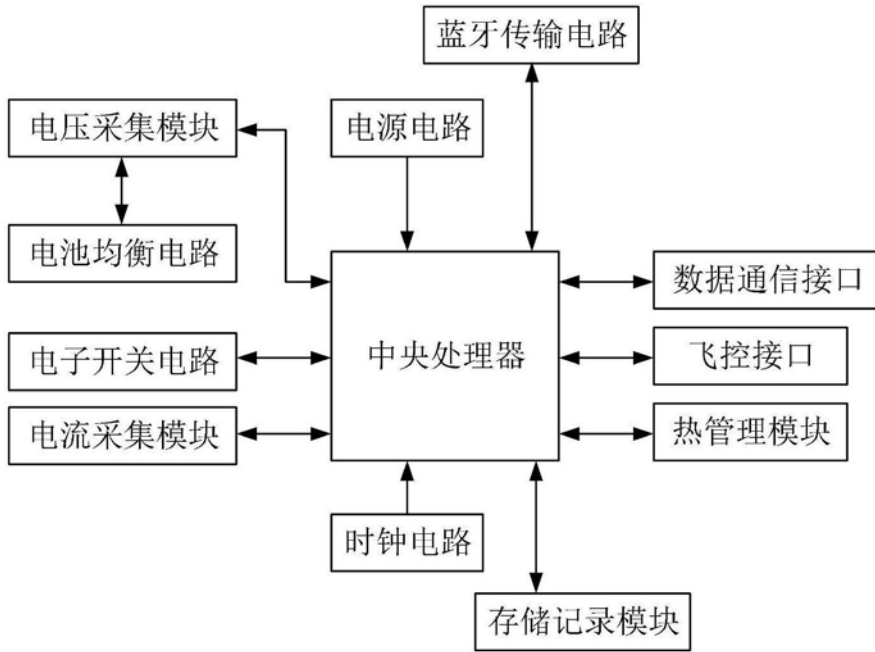 蓝牙传输电路
电压采集模块
电源电路
电池均衡电路
数据通信接口
电子开关电路
中央处理器
飞控接口
电流采集模块
热管理模块
时钟电路
存储记录模块